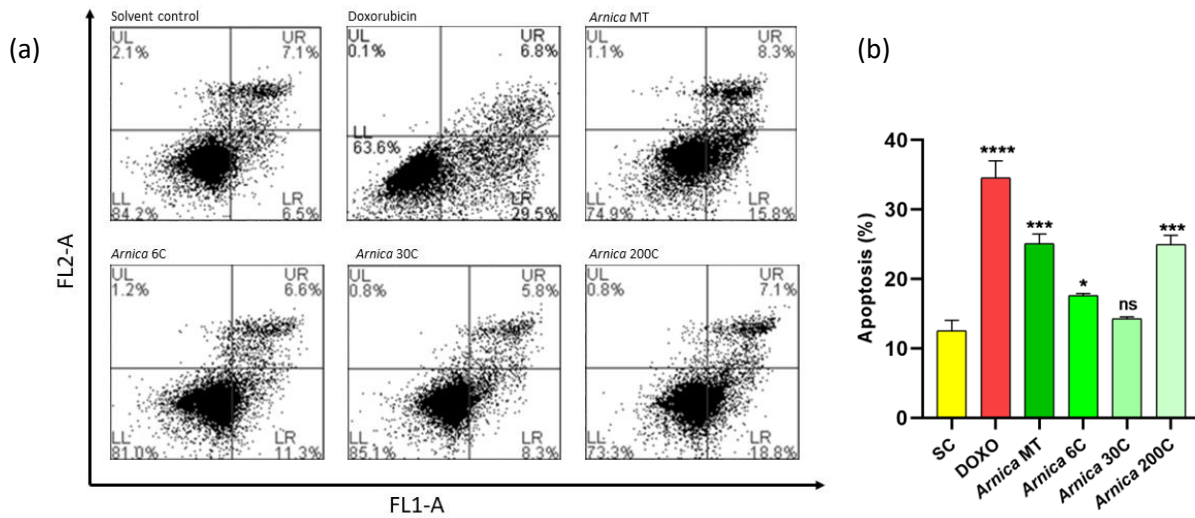 (a)
Solvent control
UL
2.1%
UR
7.1%
LL
84.2%
LR
6.5%
Doxorubicin
UL
0.1%
UR
6.8%
LL
63.6%
LR
29.5%
Arnica MT
UL
1.1%
UR
8.3%
LL
74.9%
LR
15.8%
Arnica 6C
UL
1.2%
UR
6.6%
LL
81.0%
LR
11.3%
Arnica 30C
UL
0.8%
UR
5.8%
LL
85.1%
LR
8.3%
Arnica 200C
UL
0.8%
UR
7.1%
LL
73.3%
LR
18.8%
FL2-A
FL1-A
(b)
Apoptosis (%)
40
30
20
10
0
****
***
*
ns
***
SC
DOXO
Arnica MT
Arnica 6C
Arnica 30C
Arnica 200C